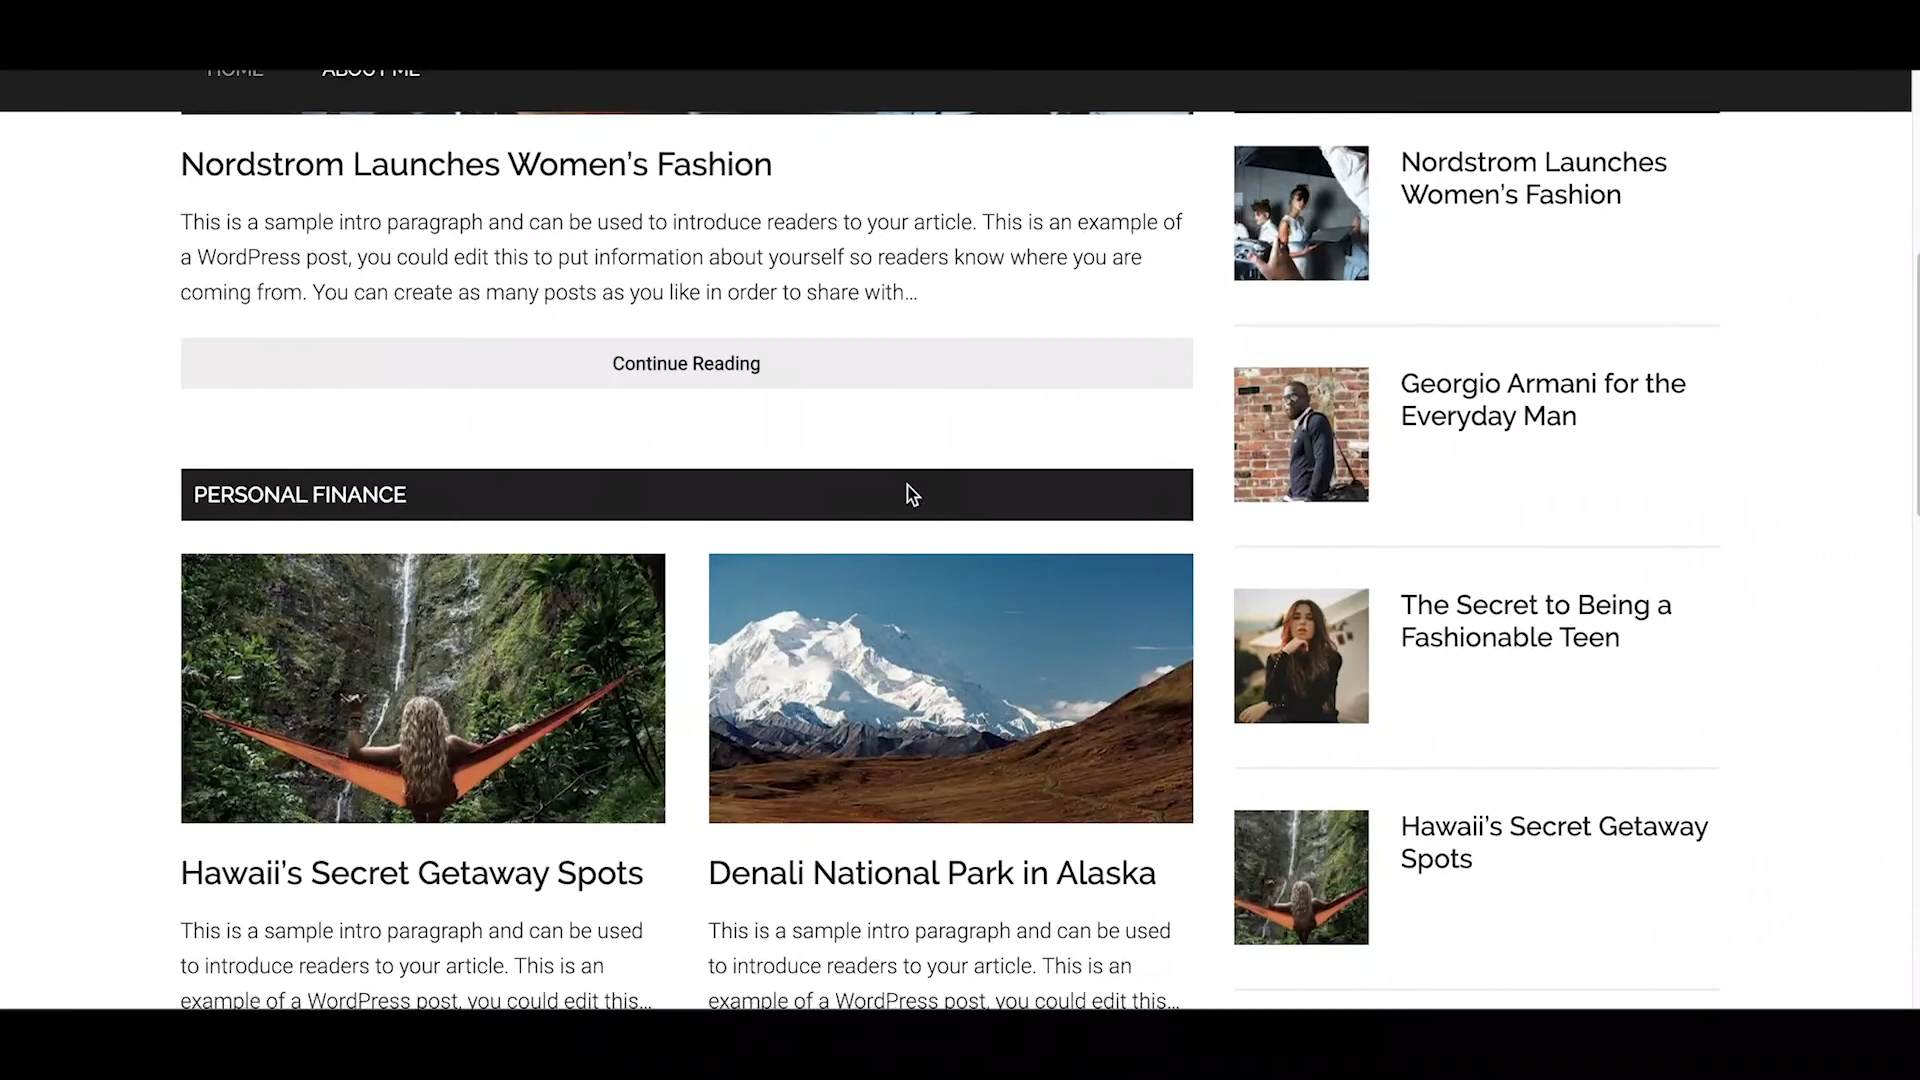 HOME ABOUT ME
Nordstrom Launches Women’s Fashion
This is a sample intro paragraph and can be used to introduce readers to your article. This is an example of
a WordPress post, you could edit this to put information about yourself so readers know where you are
coming from. You can create as many posts as you like in order to share with…
Continue Reading
PERSONAL FINANCE
Hawaii’s Secret Getaway Spots
This is a sample intro paragraph and can be used
to introduce readers to your article. This is an
example of a WordPress post, you could edit this…
Denali National Park in Alaska
This is a sample intro paragraph and can be used
to introduce readers to your article. This is an
example of a WordPress post, you could edit this…
Nordstrom Launches
Women’s Fashion
Georgio Armani for the
Everyday Man
The Secret to Being a
Fashionable Teen
Hawaii’s Secret Getaway
Spots